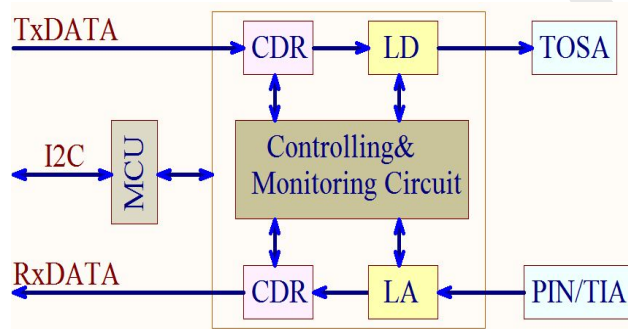 TxDATA
CDR
LD
TOSA
I2C
MCU
Controlling&
Monitoring Circuit
RxDATA
CDR
LA
PIN/TIA